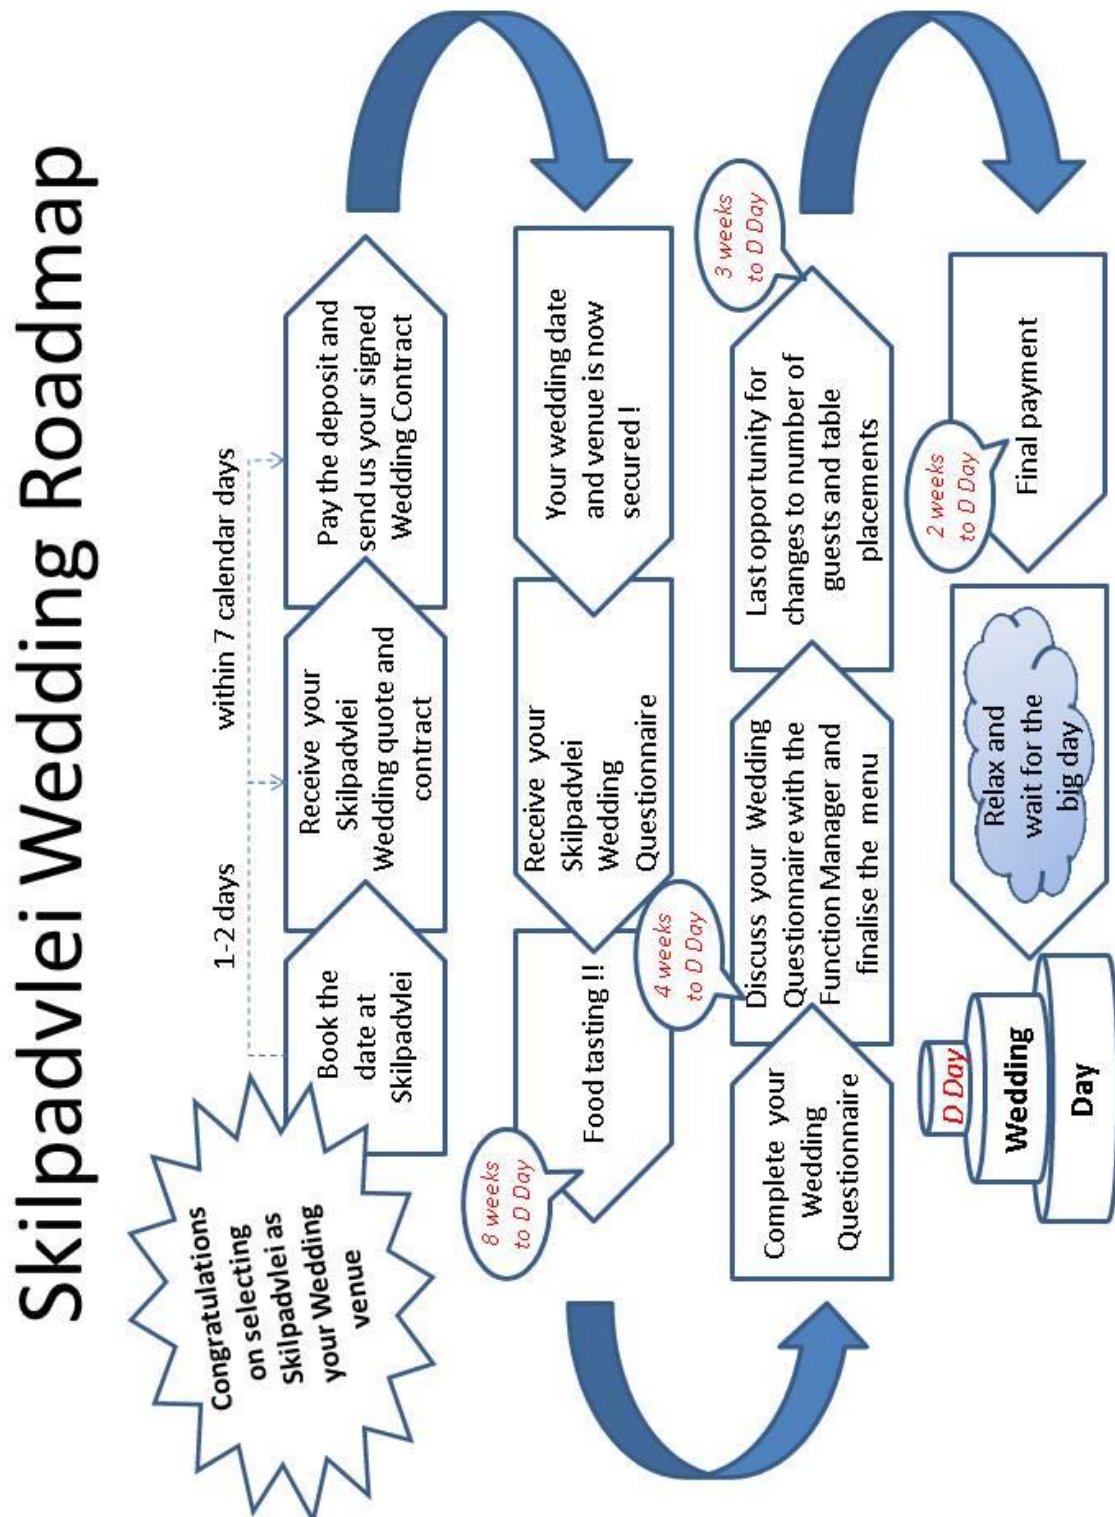 Skilpadvlei Wedding Roadmap
Congratulations
on selecting
Skilpadvlei as
your Wedding
venue
1-2 days
within 7 calendar days
Book the
date at
Skilpadvlei
Receive your
Skilpadvlei
Wedding quote and
contract
Pay the deposit and
send us your signed
Wedding Contract
Your wedding date
and venue is now
secured !
Receive your
Skilpadvlei
Wedding
Questionnaire
8 weeks
to D Day
Food tasting !!
Complete your
Wedding
Questionnaire
4 weeks
to D Day
Discuss your Wedding
Questionnaire with the
Function Manager and
finalise the menu
3 weeks
to D Day
Last opportunity for
changes to number of
guests and table
placements
2 weeks
to D Day
Final payment
Relax and
wait for the
big day
D Day
Wedding
Day